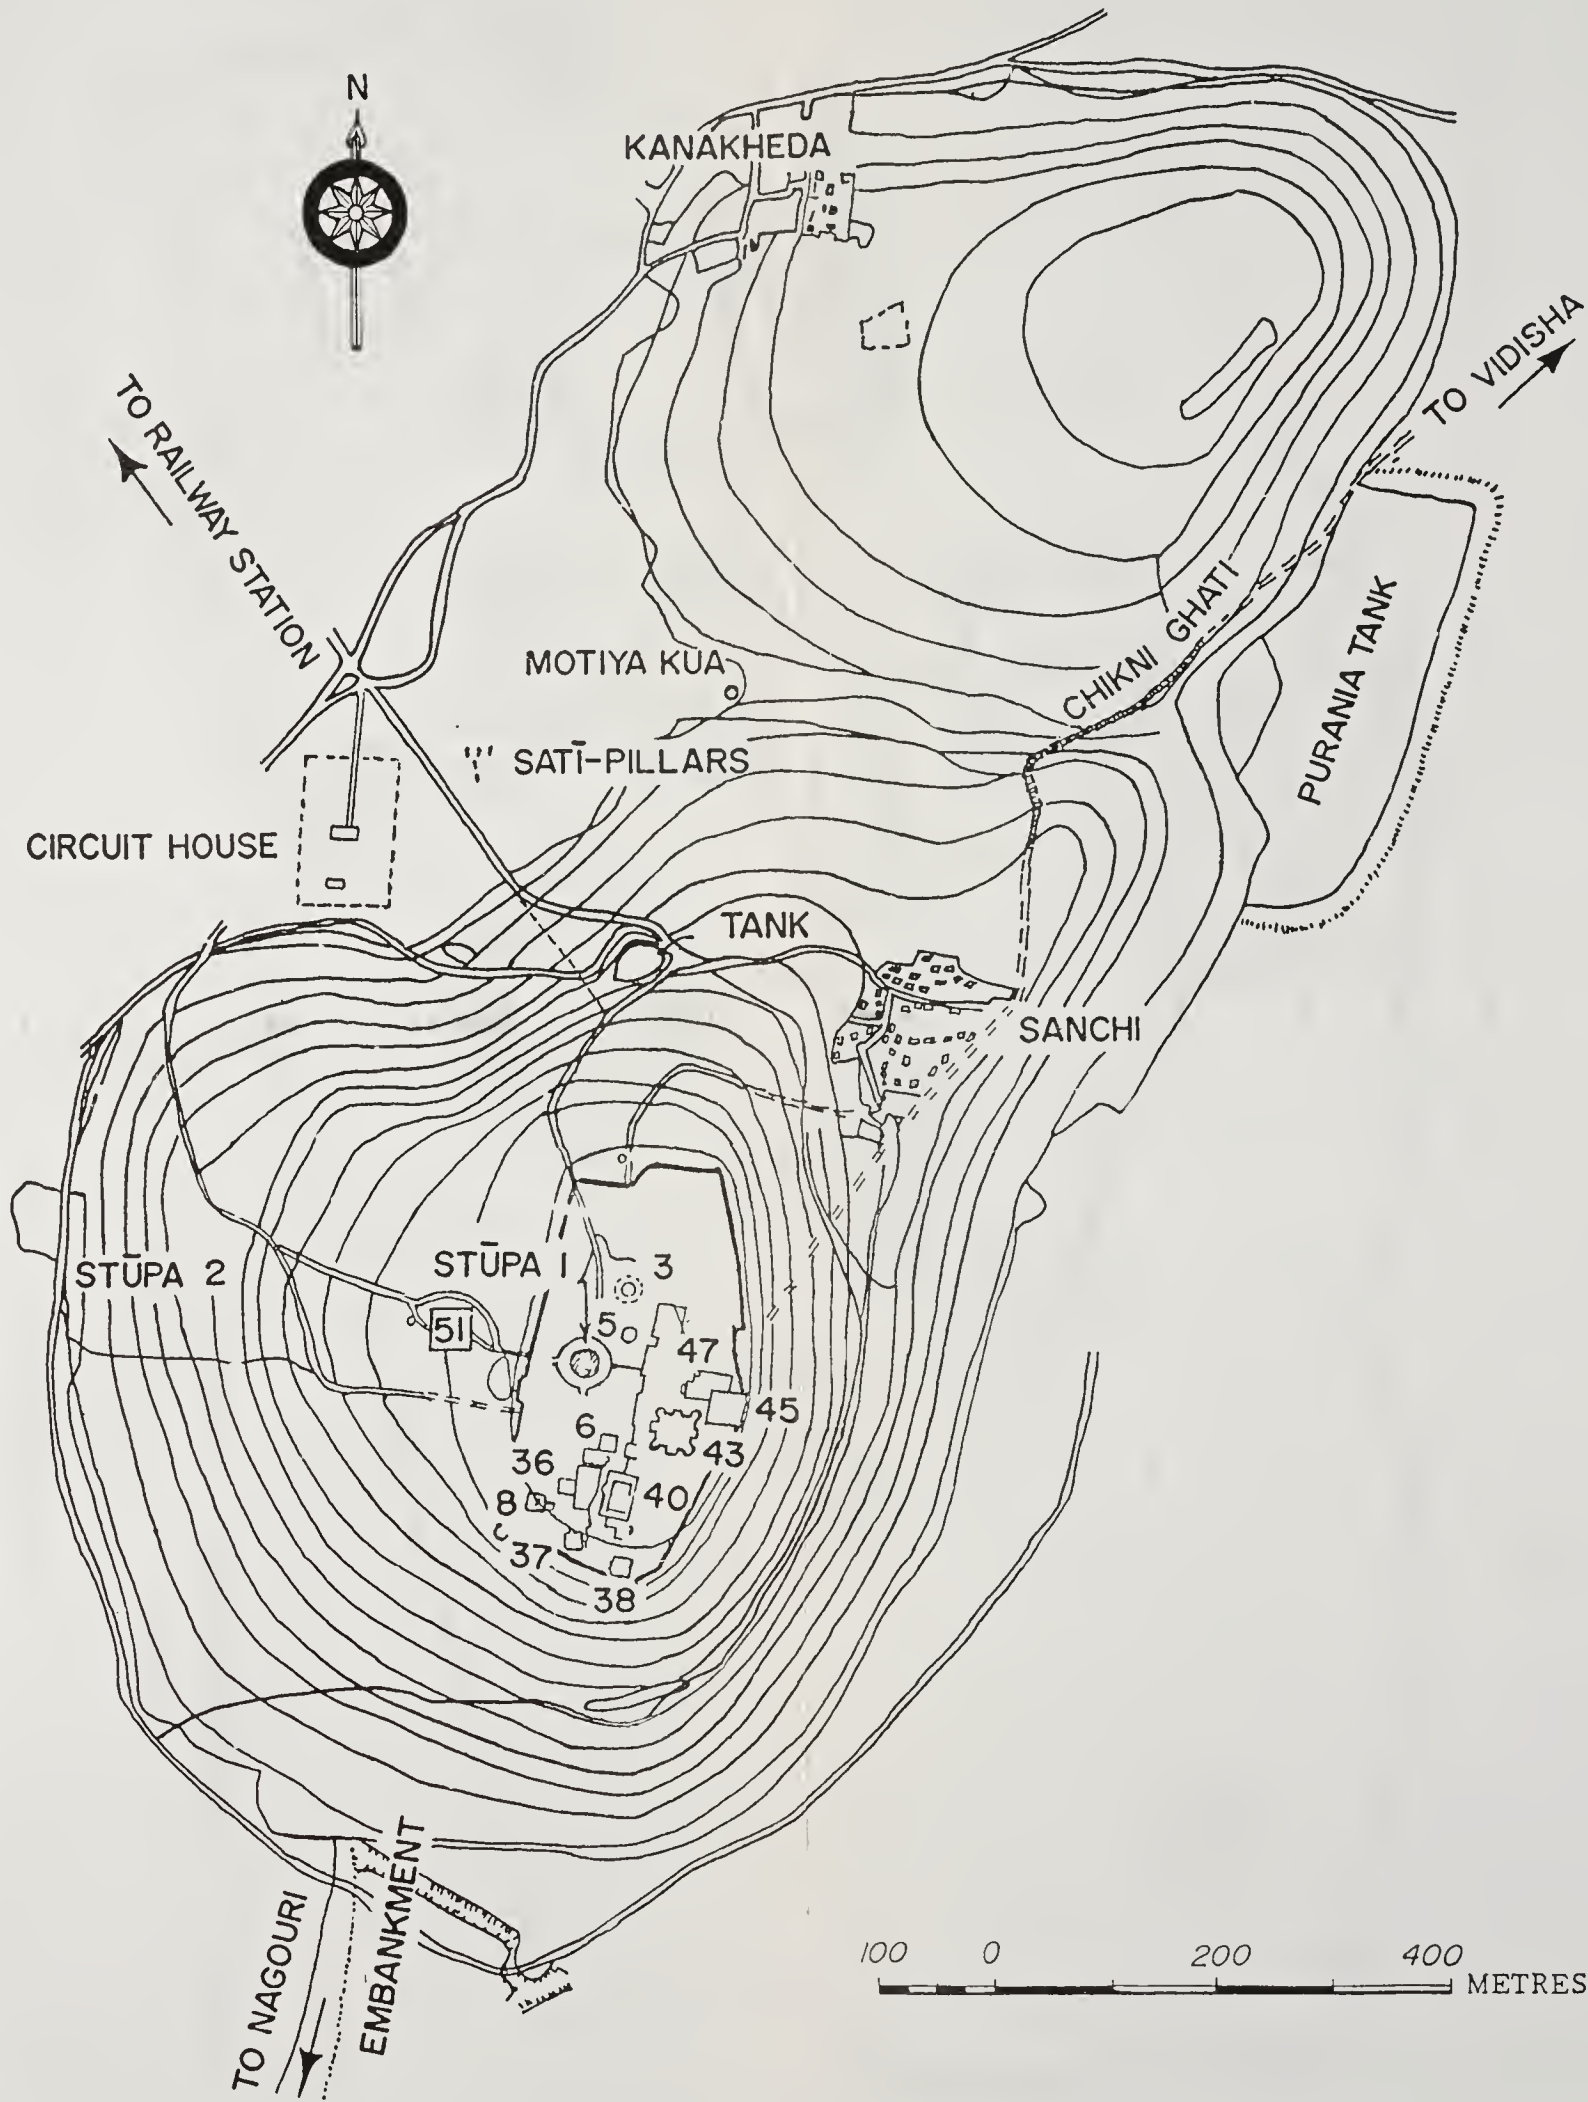 N
KANAKHEDA
TO VIDISHA
TO RAILWAY STATION
CHIKNI GHATI
PURANIA TANK
MOTIYA KUA
SATĪ-PILLARS
CIRCUIT HOUSE
TANK
SANCHI
STŪPA 2
STŪPA 1
3
51
5
47
45
6
43
36
40
8
37
38
EMBANKMENT
TO NAGOURI
100 0 200 400
METRES